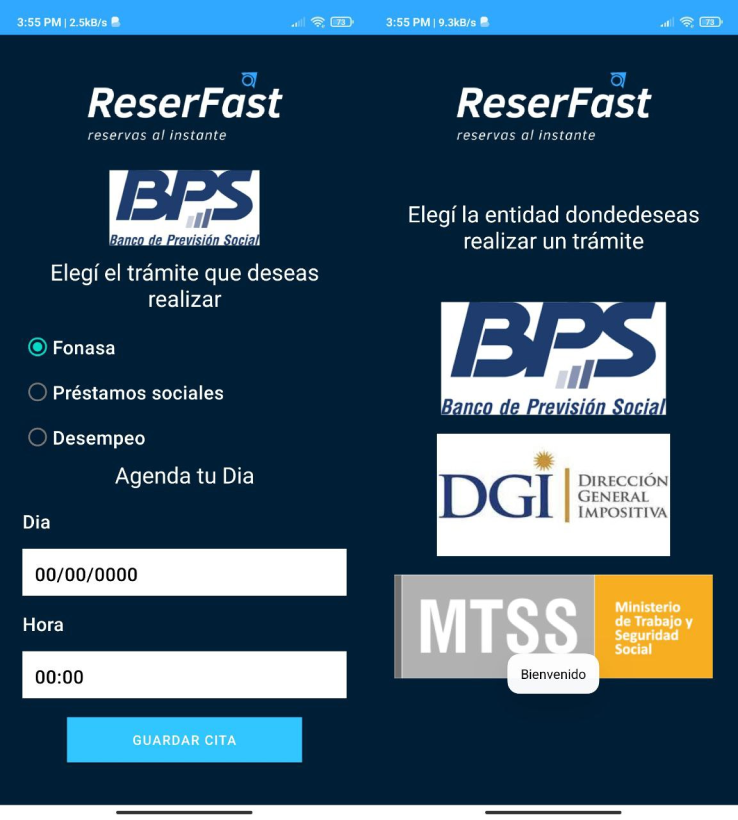 3:55 PM | 2.5kB/s
73
ReserFast
reservas al instante
BPS
Banco de Previsión Social
Elegí el trámite que deseas
realizar
Fonasa
Préstamos sociales
Desempeo
Agenda tu Dia
Dia
00/00/0000
Hora
00:00
GUARDAR CITA
3:55 PM | 9.3kB/s
73
ReserFast
reservas al instante
Elegí la entidad dondedeseas
realizar un trámite
BPS
Banco de Previsión Social
DGI
DIRECCIÓN
GENERAL
IMPOSITIVA
MTSS
Ministerio
de Trabajo y
Seguridad
Social
Bienvenido